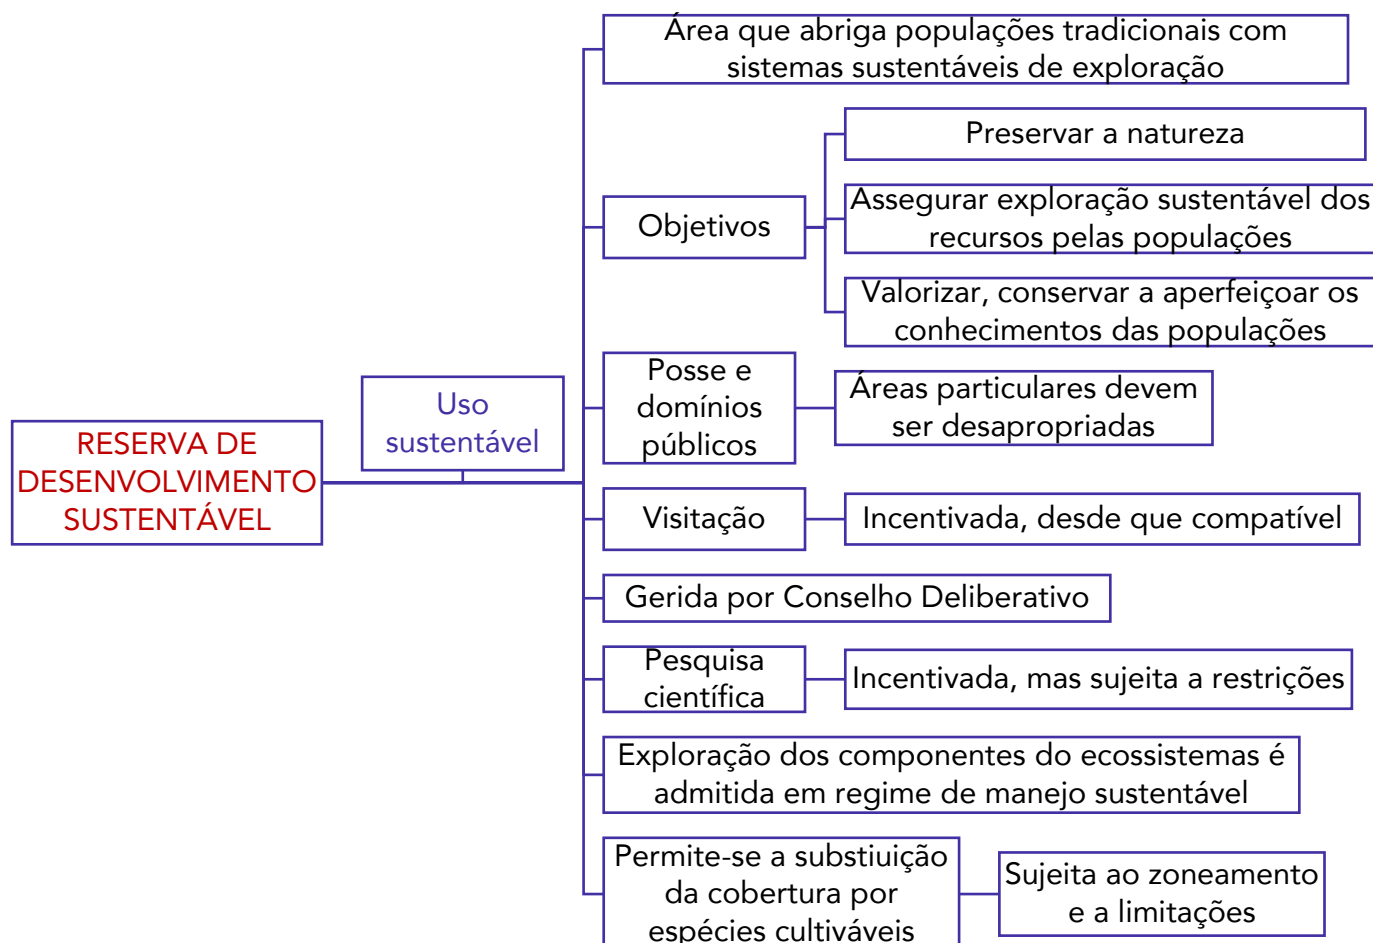 RESERVA DE
DESENVOLVIMENTO
SUSTENTÁVEL
Uso
sustentável
Área que abriga populações tradicionais com
sistemas sustentáveis de exploração
Objetivos
Preservar a natureza
Assegurar exploração sustentável dos
recursos pelas populações
Valorizar, conservar a aperfeiçoar os
conhecimentos das populações
Posse e
domínios
públicos
Áreas particulares devem
ser desapropriadas
Visitação
Incentivada, desde que compatível
Gerida por Conselho Deliberativo
Pesquisa
científica
Incentivada, mas sujeita a restrições
Exploração dos componentes do ecossistemas é
admitida em regime de manejo sustentável
Permite-se a substiuição
da cobertura por
espécies cultiváveis
Sujeita ao zoneamento
e a limitações